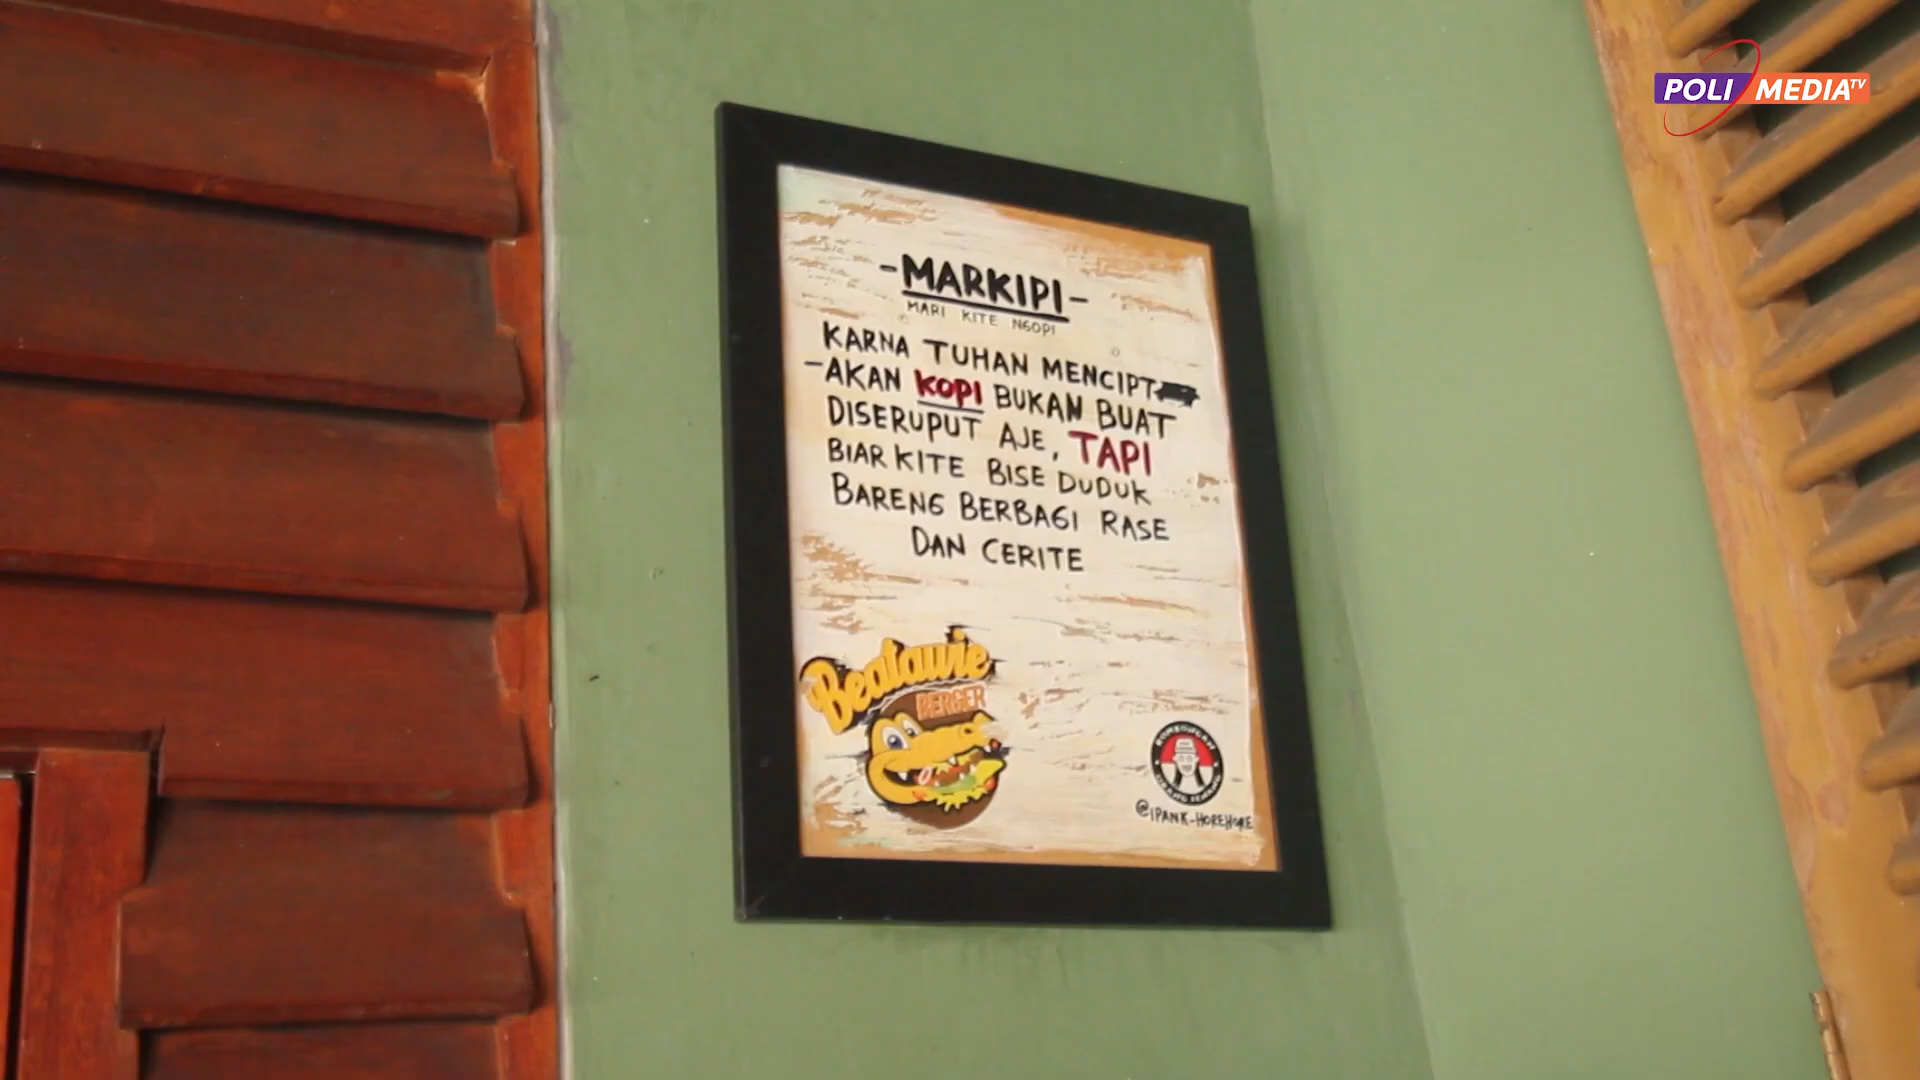 POLI MEDIA TV
-MARKIPI-
MARI KITE NGOPI
KARNA TUHAN MENCIPT
-AKAN KOPI BUKAN BUAT
DISERUPUT AJE, TAPI
BIAR KITE BISE DUDUK
BARENG BERBAGI RASE
DAN CERITE
Beatawie
BERGER
@IPANK-HOREHORE